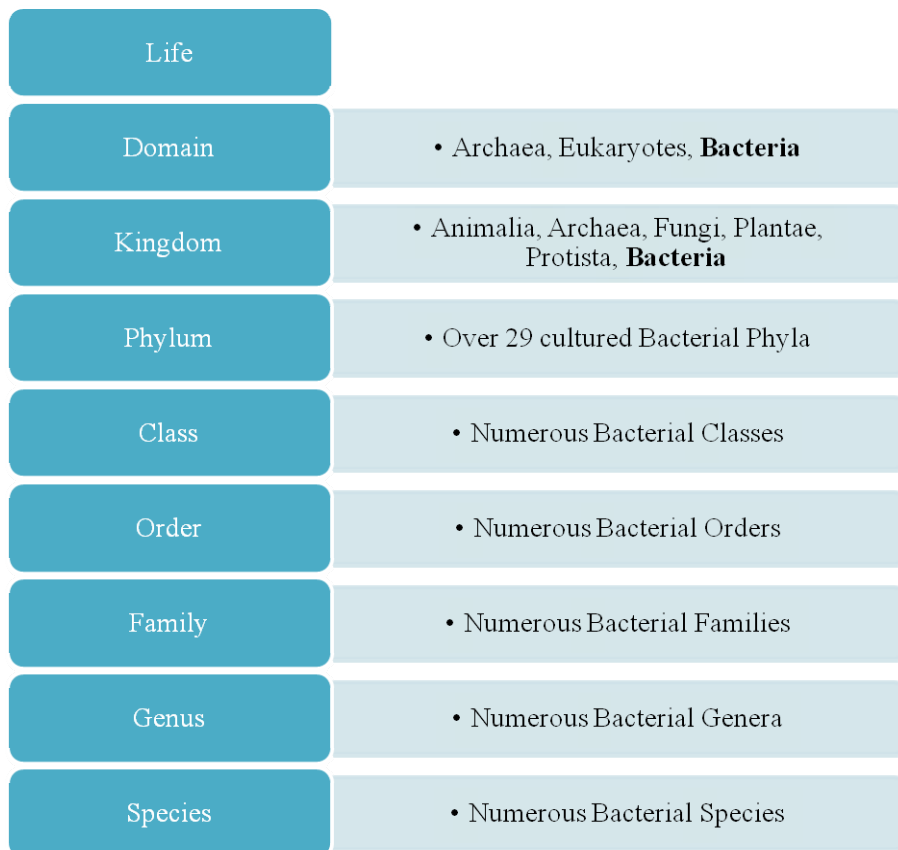 Life
Domain
• Archaea, Eukaryotes, Bacteria
Kingdom
• Animalia, Archaea, Fungi, Plantae,
Protista, Bacteria
Phylum
• Over 29 cultured Bacterial Phyla
Class
• Numerous Bacterial Classes
Order
• Numerous Bacterial Orders
Family
• Numerous Bacterial Families
Genus
• Numerous Bacterial Genera
Species
• Numerous Bacterial Species